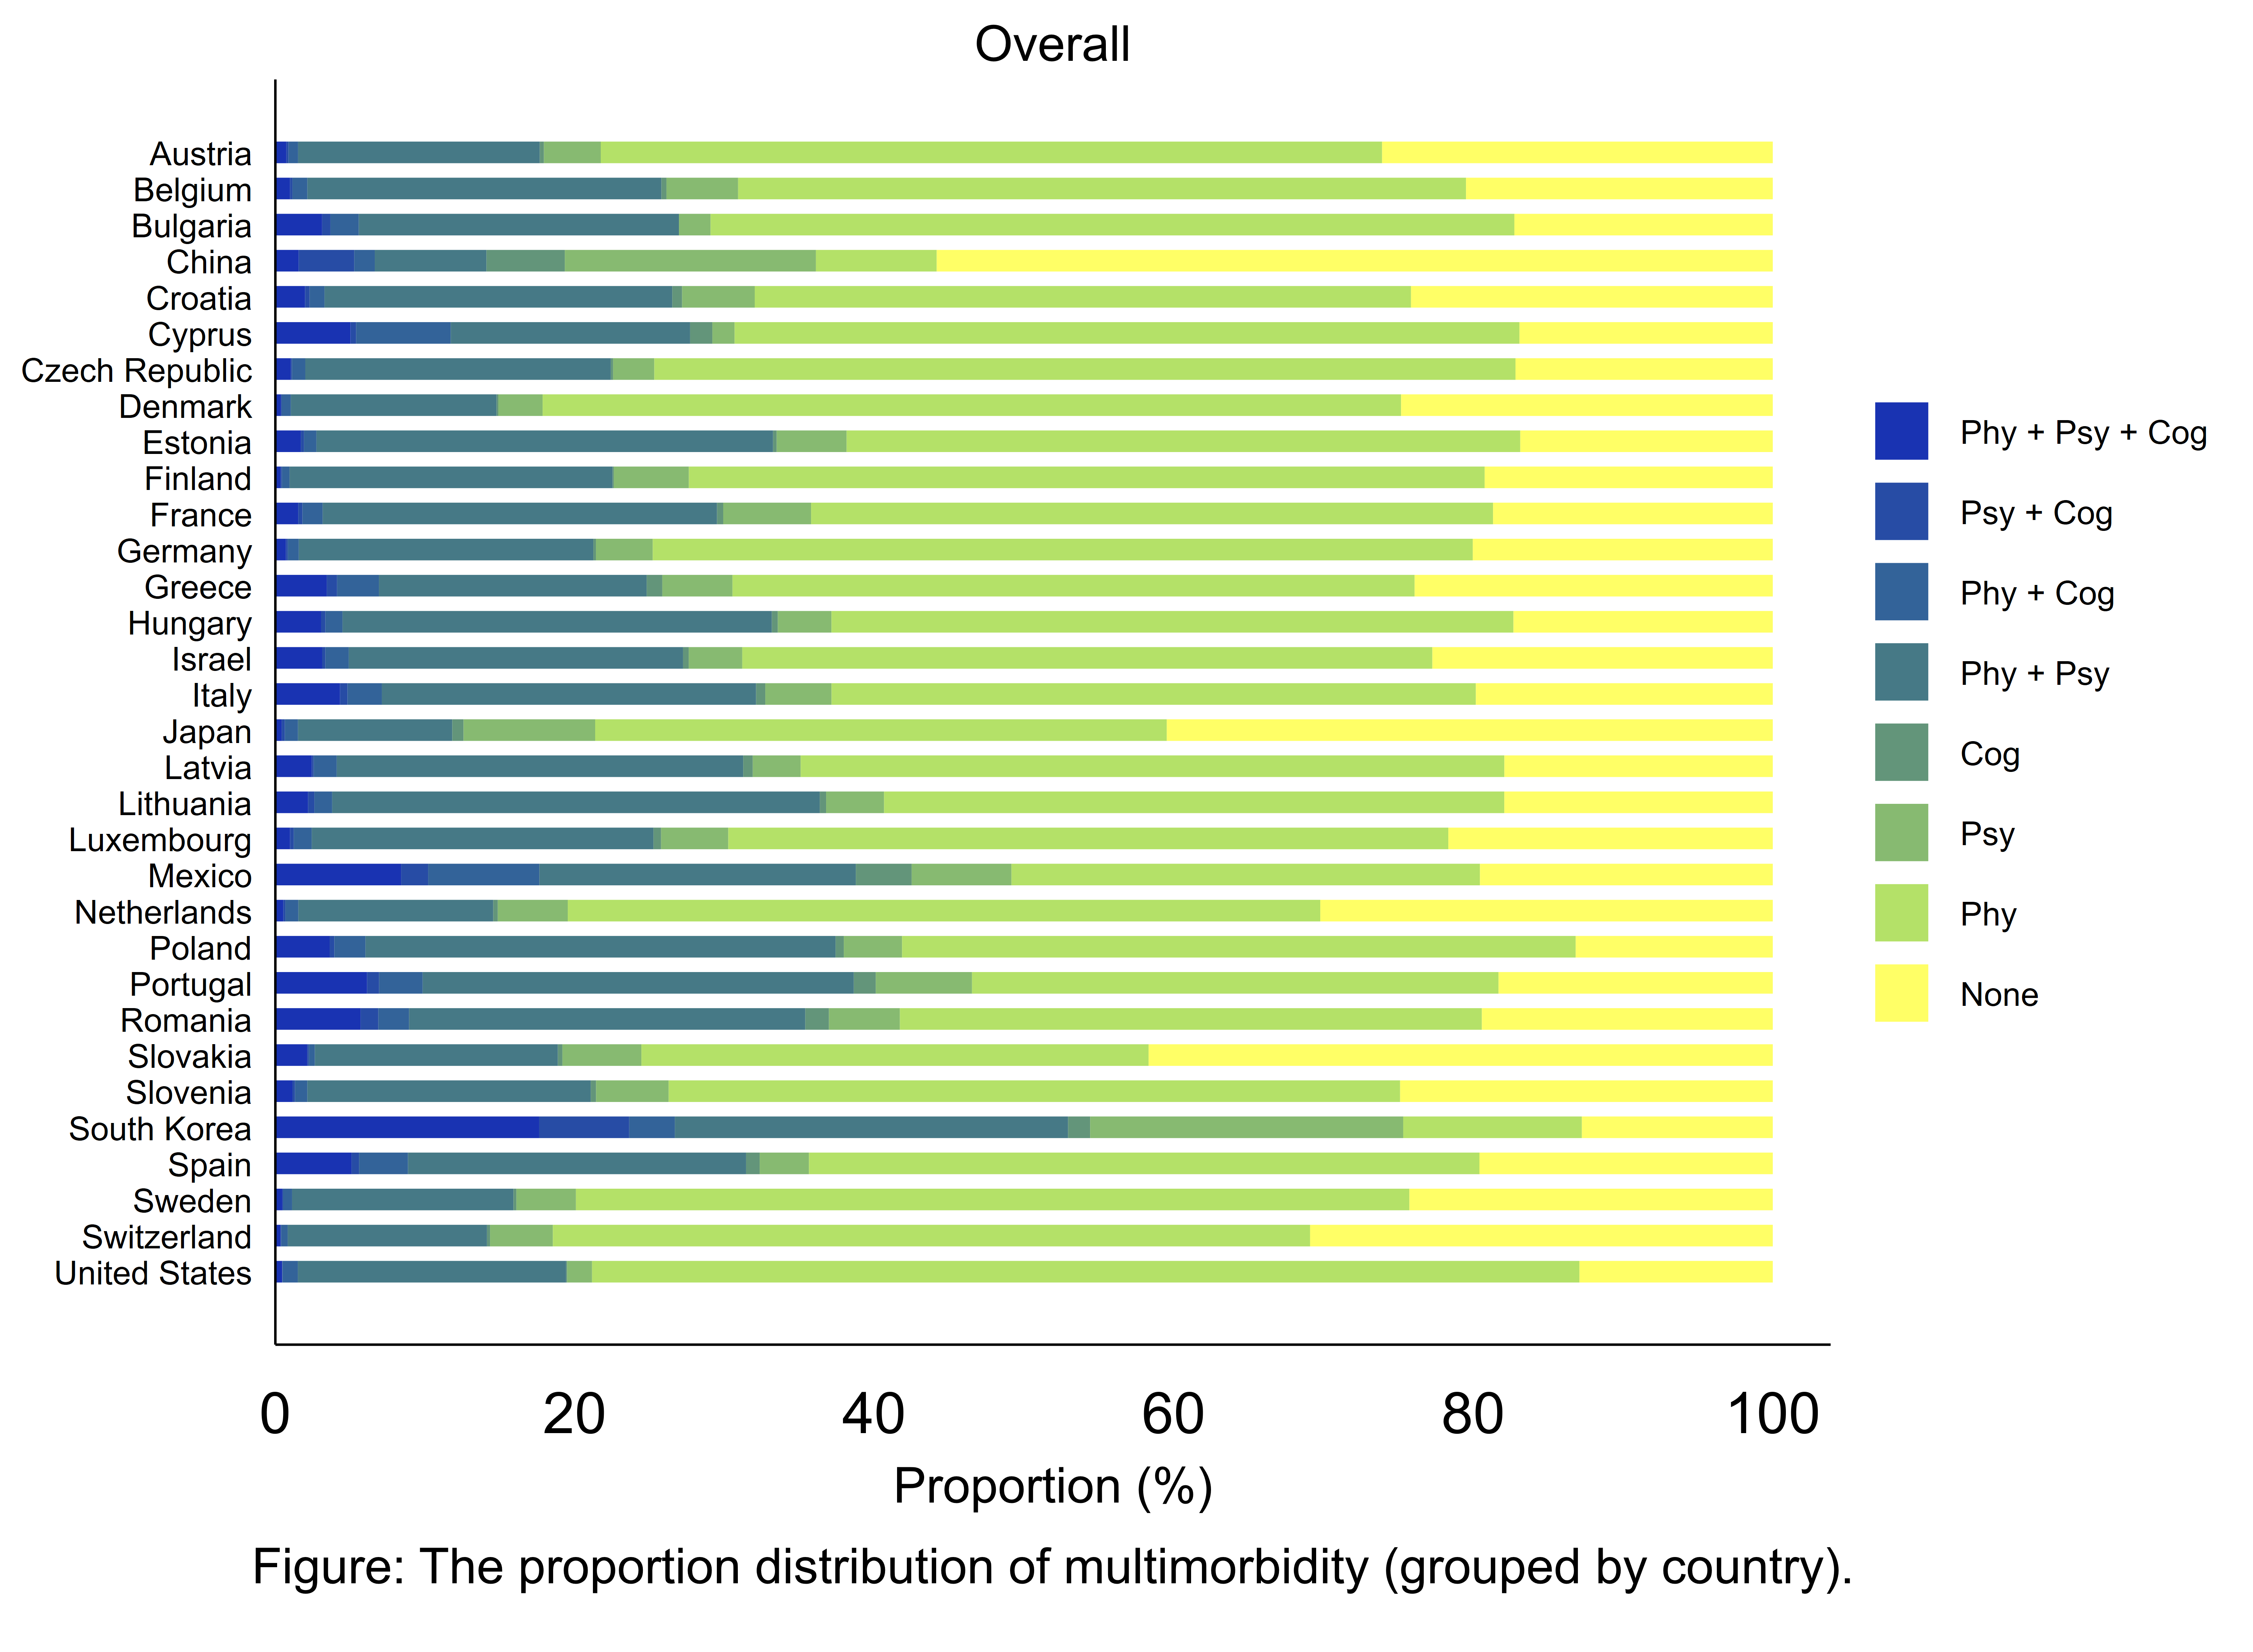 Overall
Austria
Belgium
Bulgaria
China
Croatia
Cyprus
Czech Republic
Denmark
Estonia
Finland
France
Germany
Greece
Hungary
Israel
Italy
Japan
Latvia
Lithuania
Luxembourg
Mexico
Netherlands
Poland
Portugal
Romania
Slovakia
Slovenia
South Korea
Spain
Sweden
Switzerland
United States
Phy + Psy + Cog
Psy + Cog
Phy + Cog
Phy + Psy
Cog
Psy
Phy
None
0 20 40 60 80 100
Proportion (%)
Figure: The proportion distribution of multimorbidity (grouped by country).